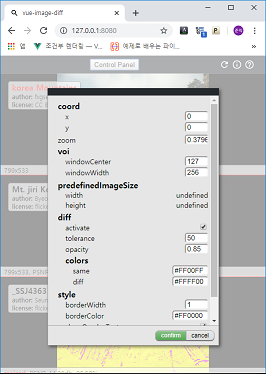 vue-image-diff
127.0.0.1:8080
앱
조건부 렌더링 — V
예제로 배우는 파이
Control Panel
korea Mo
author:
license: CC B
799x533
Mt. jiri Ka
author: Byeo
license: flick
799x533, PSNR
_SSJ4363
author: Seun
license: flick
coord
x 0
y 0
zoom 0.3796
voi
windowCenter 127
windowWidth 256
predefinedImageSize
width undefined
height undefined
diff
activate
tolerance 50
opacity 0.85
colors
same #FF00FF
diff #FFFF00
style
borderWidth 1
borderColor #FF0000
confirm cancel